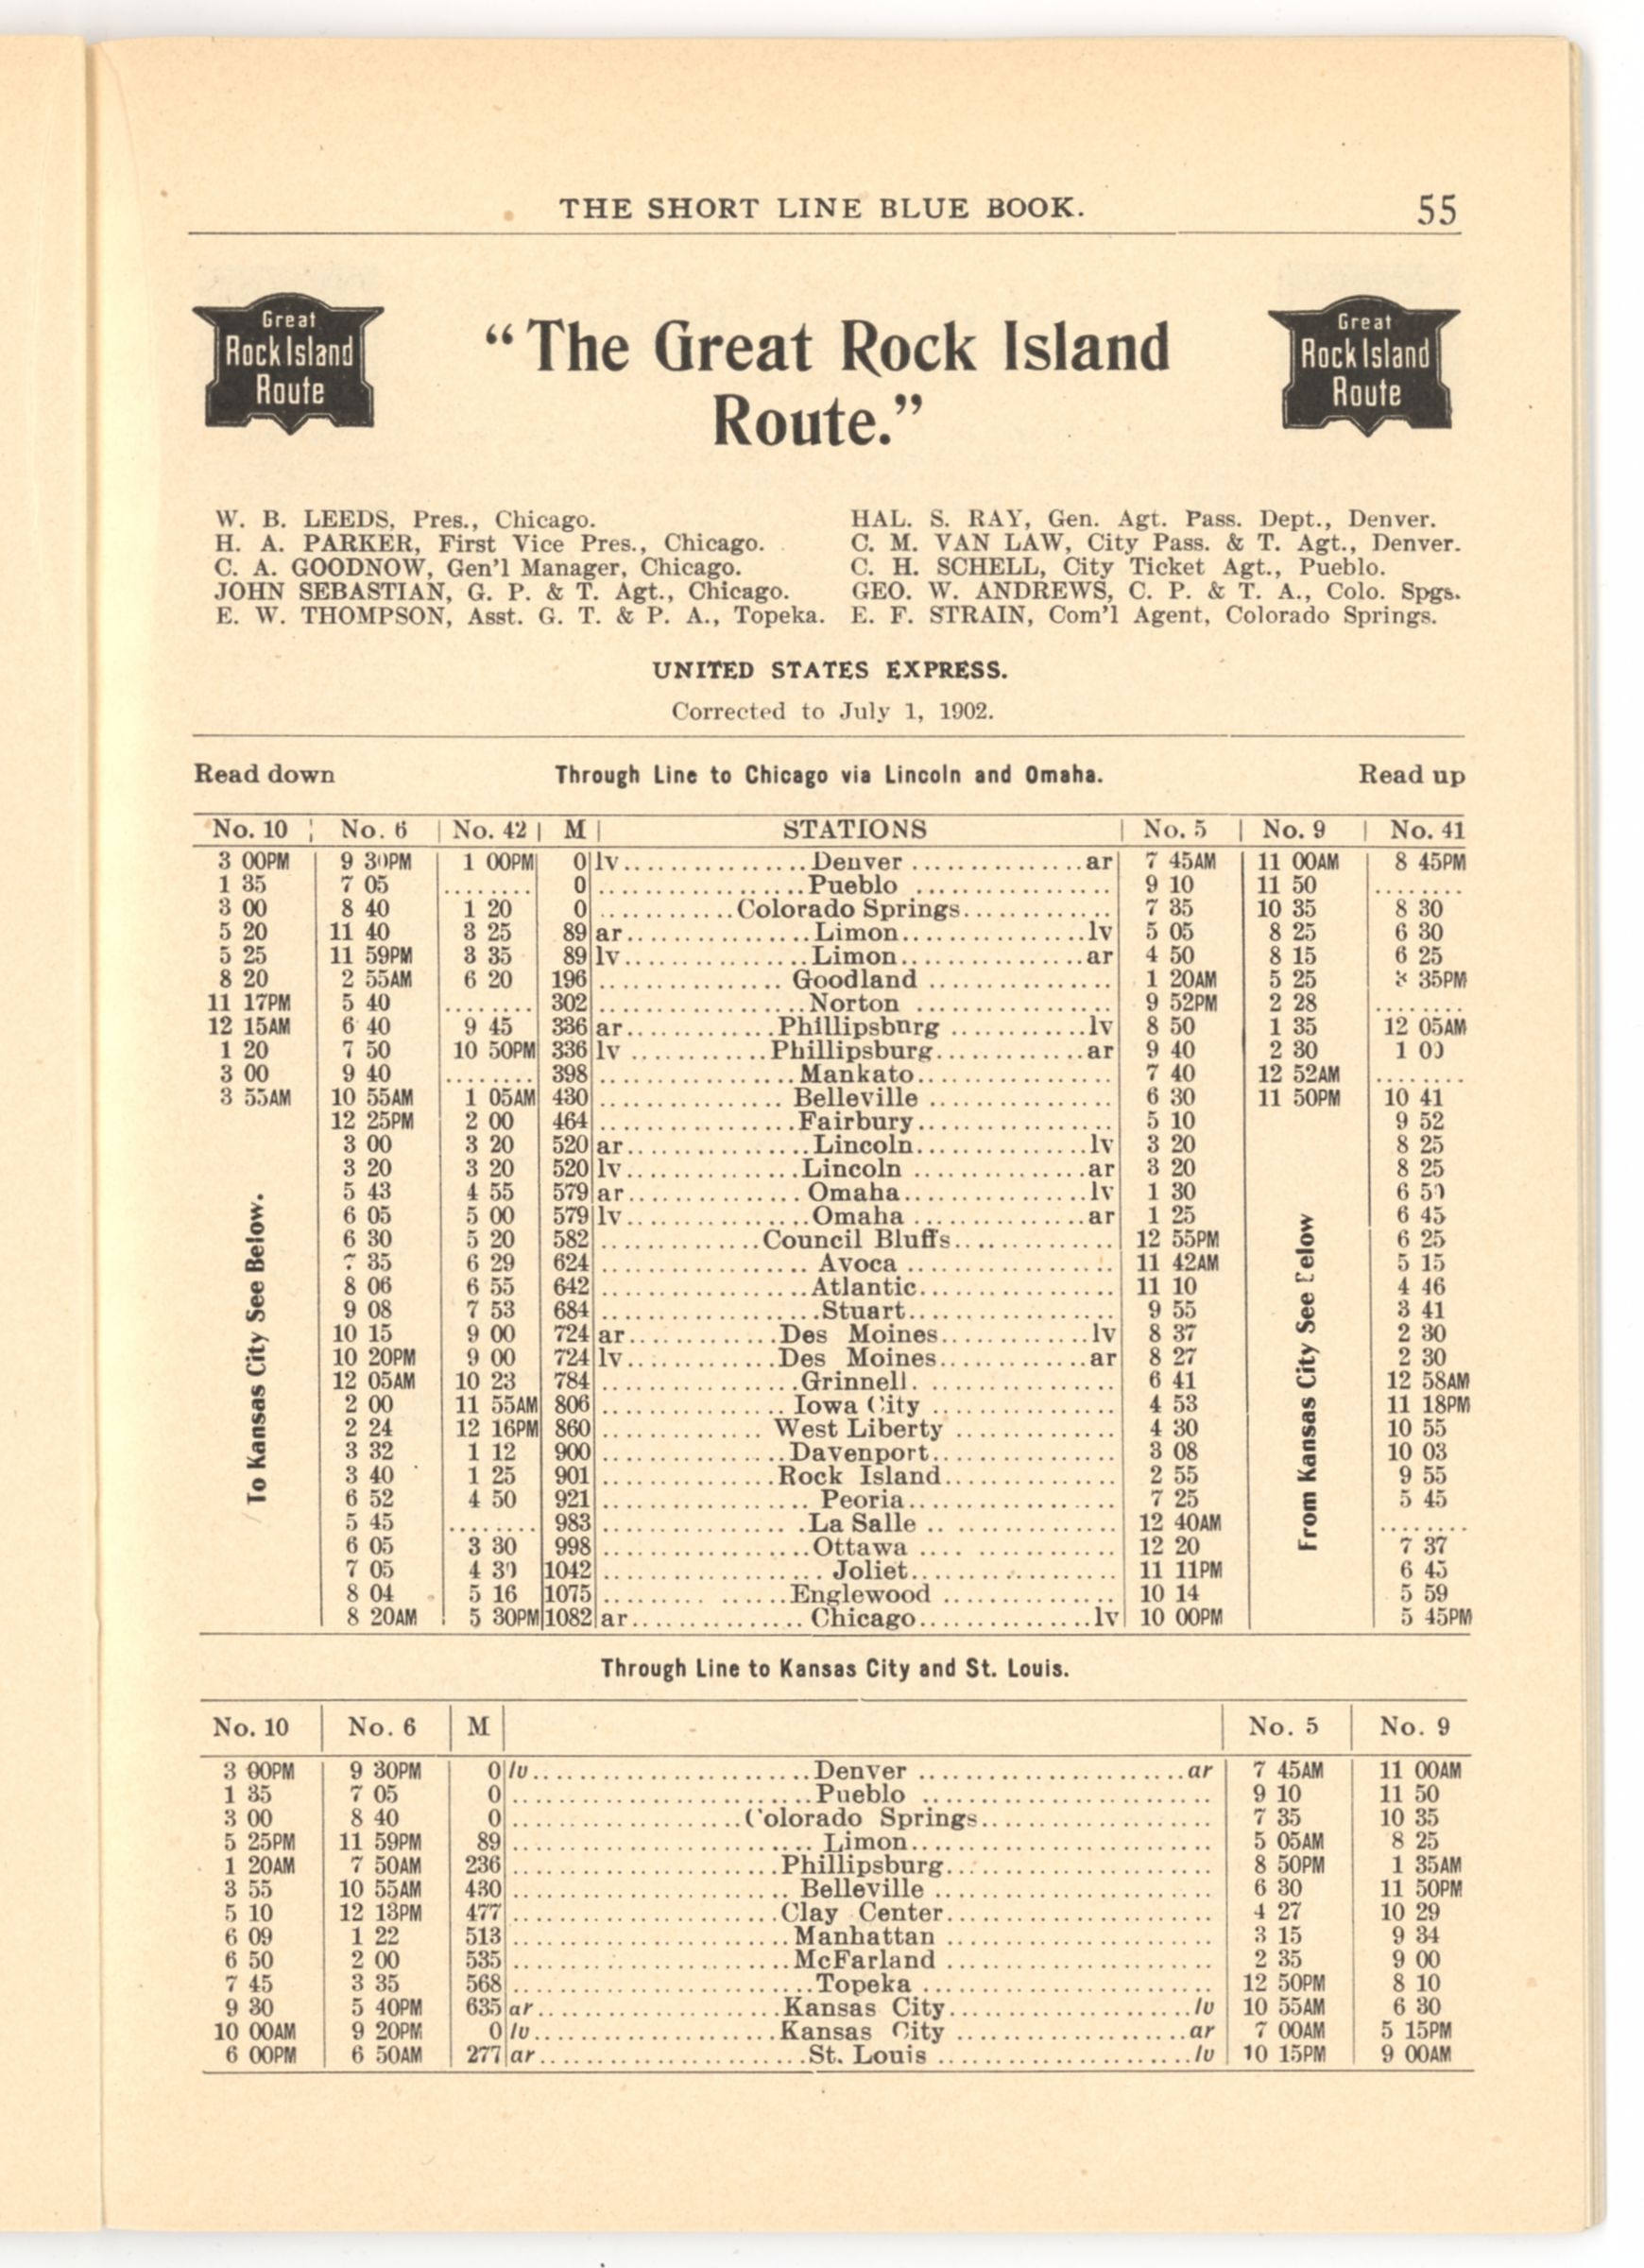 THE SHORT LINE BLUE BOOK. 55
Great
Rock Island
Route
"The Great Rock Island
Route."
Great
Rock Island
Route
W. B. LEEDS, Pres., Chicago.
H. A. PARKER, First Vice Pres., Chicago.
C. A. GOODNOW, Gen'l Manager, Chicago.
JOHN SEBASTIAN, G. P. & T. Agt., Chicago.
E. W. THOMPSON, Asst. G. T. & P. A., Topeka.
HAL. S. RAY, Gen. Agt. Pass. Dept., Denver.
C. M. VAN LAW, City Pass. & T. Agt., Denver.
C. H. SCHELL, City Ticket Agt., Pueblo.
GEO. W. ANDREWS, C. P. & T. A., Colo. Spgs.
E. F. STRAIN, Com'l Agent, Colorado Springs.
UNITED STATES EXPRESS.
Corrected to July 1, 1902.
Read down Through Line to Chicago via Lincoln and Omaha. Read up
No. 10 No. 6 No. 42 M STATIONS No. 5 No. 9 No. 41
3 00PM 9 30PM 1 00PM 0 lv Denver ar 7 45AM 11 00AM 8 45PM
1 35 7 05 ........ 0 Pueblo 9 10 11 50 ........
3 00 8 40 1 20 0 Colorado Springs 7 35 10 35 8 30
5 20 11 40 3 25 89 ar Limon lv 5 05 8 25 6 30
5 25 11 59PM 3 35 89 lv Limon ar 4 50 8 15 6 25
8 20 2 55AM 6 20 196 Goodland 1 20AM 5 25 35PM
11 17PM 5 40 ........ 302 Norton 9 52PM 2 28 ........
12 15AM 6 40 9 45 336 ar Phillipsburg lv 8 50 1 35 12 05AM
1 20 7 50 10 50PM 336 lv Phillipsburg ar 9 40 2 30 1 00
3 00 9 40 ........ 398 Mankato 7 40 12 52AM ........
3 55AM 10 55AM 1 05AM 430 Belleville 6 30 11 50PM 10 41
12 25PM 2 00 464 Fairbury 5 10 9 52
3 00 3 20 520 ar Lincoln lv 3 20 8 25
3 20 3 20 520 lv Lincoln ar 3 20 8 25
5 43 4 55 579 ar Omaha lv 1 30 6 50
6 05 5 00 579 lv Omaha ar 1 25 6 45
6 30 5 20 582 Council Bluffs 12 55PM 6 25
7 35 6 29 624 Avoca 11 42AM 5 15
8 06 6 55 642 Atlantic 11 10 4 46
9 08 7 53 684 Stuart 9 55 3 41
10 15 9 00 724 ar Des Moines lv 8 37 2 30
10 20PM 9 00 724 lv Des Moines ar 8 27 2 30
12 05AM 10 23 784 Grinnell. 6 41 12 58AM
2 00 11 55AM 806 Iowa City 4 53 11 18PM
2 24 12 16PM 860 West Liberty 4 30 10 55
3 32 1 12 900 Davenport 3 08 10 03
3 40 1 25 901 Rock Island 2 55 9 55
6 52 4 50 921 Peoria 7 25 5 45
5 45 ........ 983 La Salle 12 40AM ........
6 05 3 30 998 Ottawa 12 20 7 37
7 05 4 30 1042 Joliet 11 11PM 6 45
8 04 5 16 1075 Englewood 10 14 5 59
8 20AM 5 30PM 1082 ar Chicago lv 10 00PM 5 45PM
To Kansas City See Below.
From Kansas City See Below
Through Line to Kansas City and St. Louis.
No. 10 No. 6 M No. 5 No. 9
3 00PM 9 30PM 0 lv Denver ar 7 45AM 11 00AM
1 35 7 05 0 Pueblo 9 10 11 50
3 00 8 40 0 Colorado Springs 7 35 10 35
5 25PM 11 59PM 89 Limon 5 05AM 8 25
1 20AM 7 50AM 236 Phillipsburg 8 50PM 1 35AM
3 55 10 55AM 430 Belleville 6 30 11 50PM
5 10 12 13PM 477 Clay Center 4 27 10 29
6 09 1 22 513 Manhattan 3 15 9 34
6 50 2 00 535 McFarland 2 35 9 00
7 45 3 35 568 Topeka 12 50PM 8 10
9 30 5 40PM 635 ar Kansas City lv 10 55AM 6 30
10 00AM 9 20PM 0 lv Kansas City ar 7 00AM 5 15PM
6 00PM 6 50AM 277 ar St. Louis lv 10 15PM 9 00AM